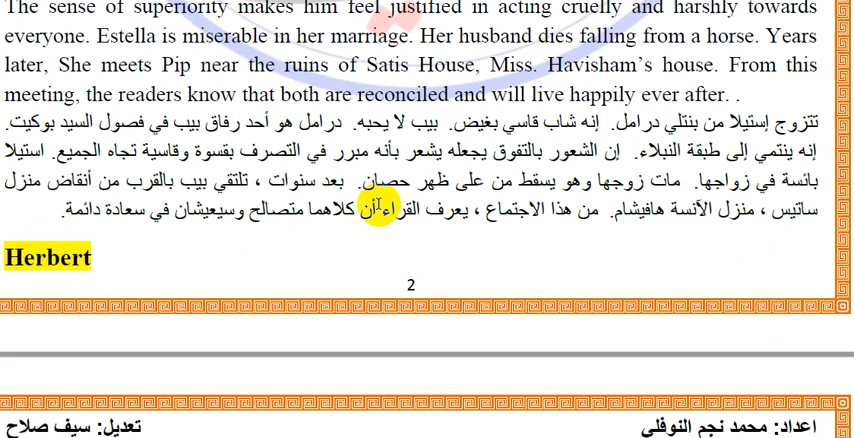 The sense of superiority makes him feel justified in acting cruelly and harshly towards
everyone. Estella is miserable in her marriage. Her husband dies falling from a horse. Years
later, She meets Pip near the ruins of Satis House, Miss. Havisham's house. From this
meeting, the readers know that both are reconciled and will live happily ever after. .
تتزوج إستيلا من بنتلي درامل. إنه شاب قاسي بغيض. بيب لا يحبه. درامل هو أحد رفاق بيب في فصول السيد بوكيت.
إنه ينتمي إلى طبقة النبلاء. إن الشعور بالتفوق يجعله يشعر بأنه مبرر في التصرف بقسوة وقاسية تجاه الجميع. استيلا
بائسة في زواجها. مات زوجها وهو يسقط من على ظهر حصان. بعد سنوات ، تلتقي بيب بالقرب من أنقاض منزل
ساتيس ، منزل الآنسة هافيشام. من هذا الاجتماع ، يعرف القراء أن كلاهما متصالح وسيعيشان في سعادة دائمة.
Herbert
2
اعداد: محمد نجم النوفلي
تعديل: سيف صلاح